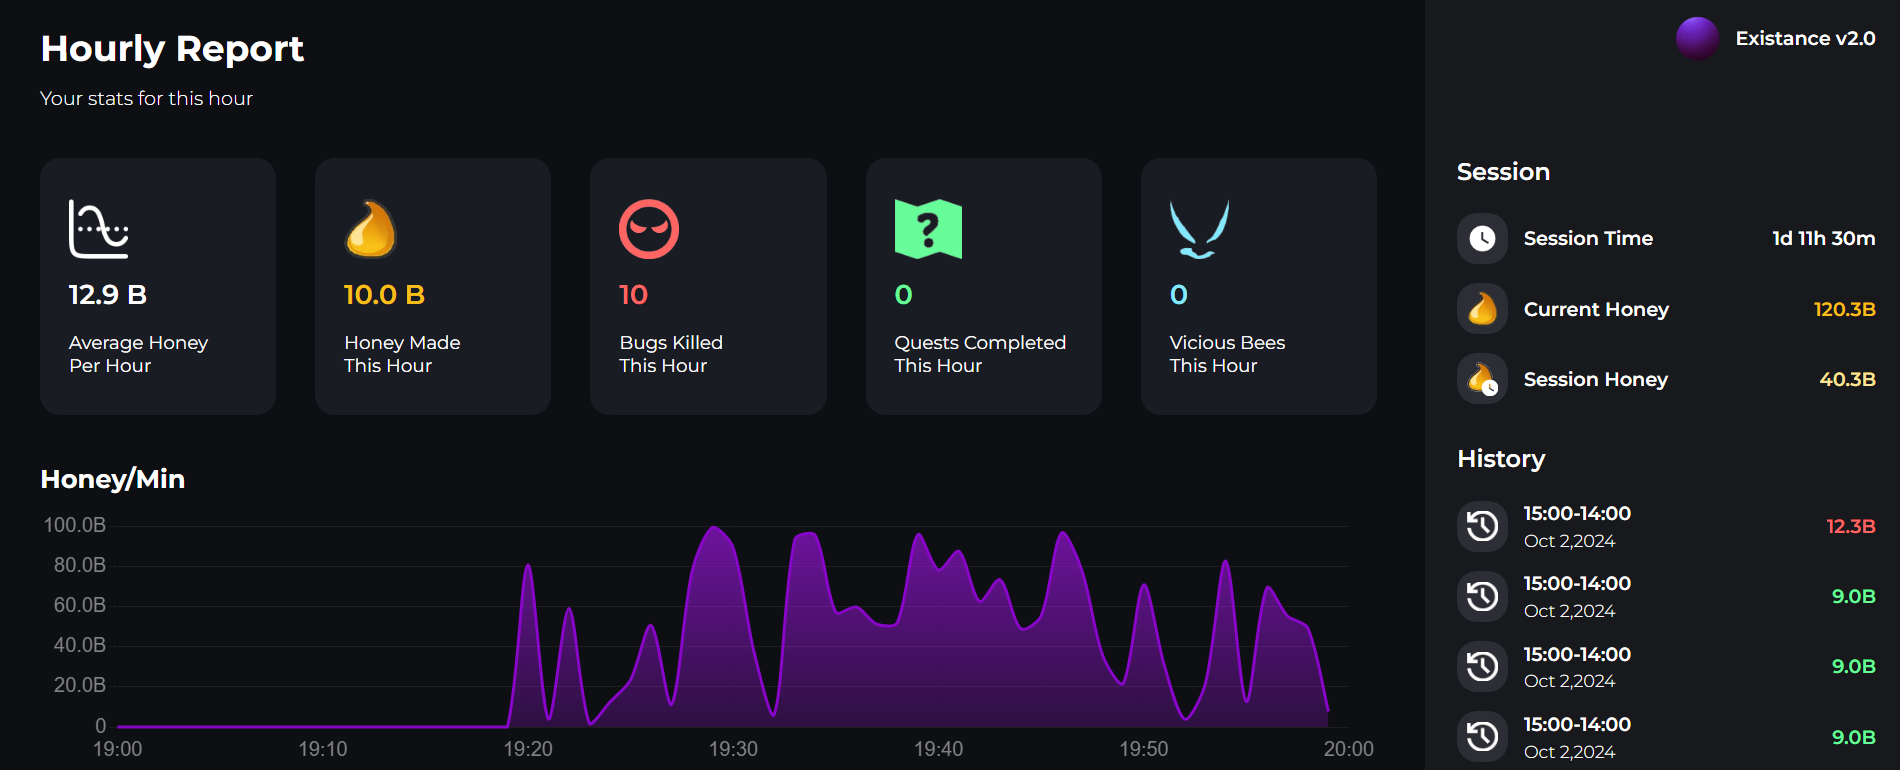 Hourly Report
Your stats for this hour
12.9 B
Average Honey
Per Hour
10.0 B
Honey Made
This Hour
10
Bugs Killed
This Hour
?
0
Quests Completed
This Hour
0
Vicious Bees
This Hour
Honey/Min
100.0B
80.0B
60.0B
40.0B
20.0B
0
19:00 19:10 19:20 19:30 19:40 19:50 20:00
Existance v2.0
Session
Session Time 1d 11h 30m
Current Honey 120.3B
Session Honey 40.3B
History
15:00-14:00 12.3B
Oct 2,2024
15:00-14:00 9.0B
Oct 2,2024
15:00-14:00 9.0B
Oct 2,2024
15:00-14:00 9.0B
Oct 2,2024